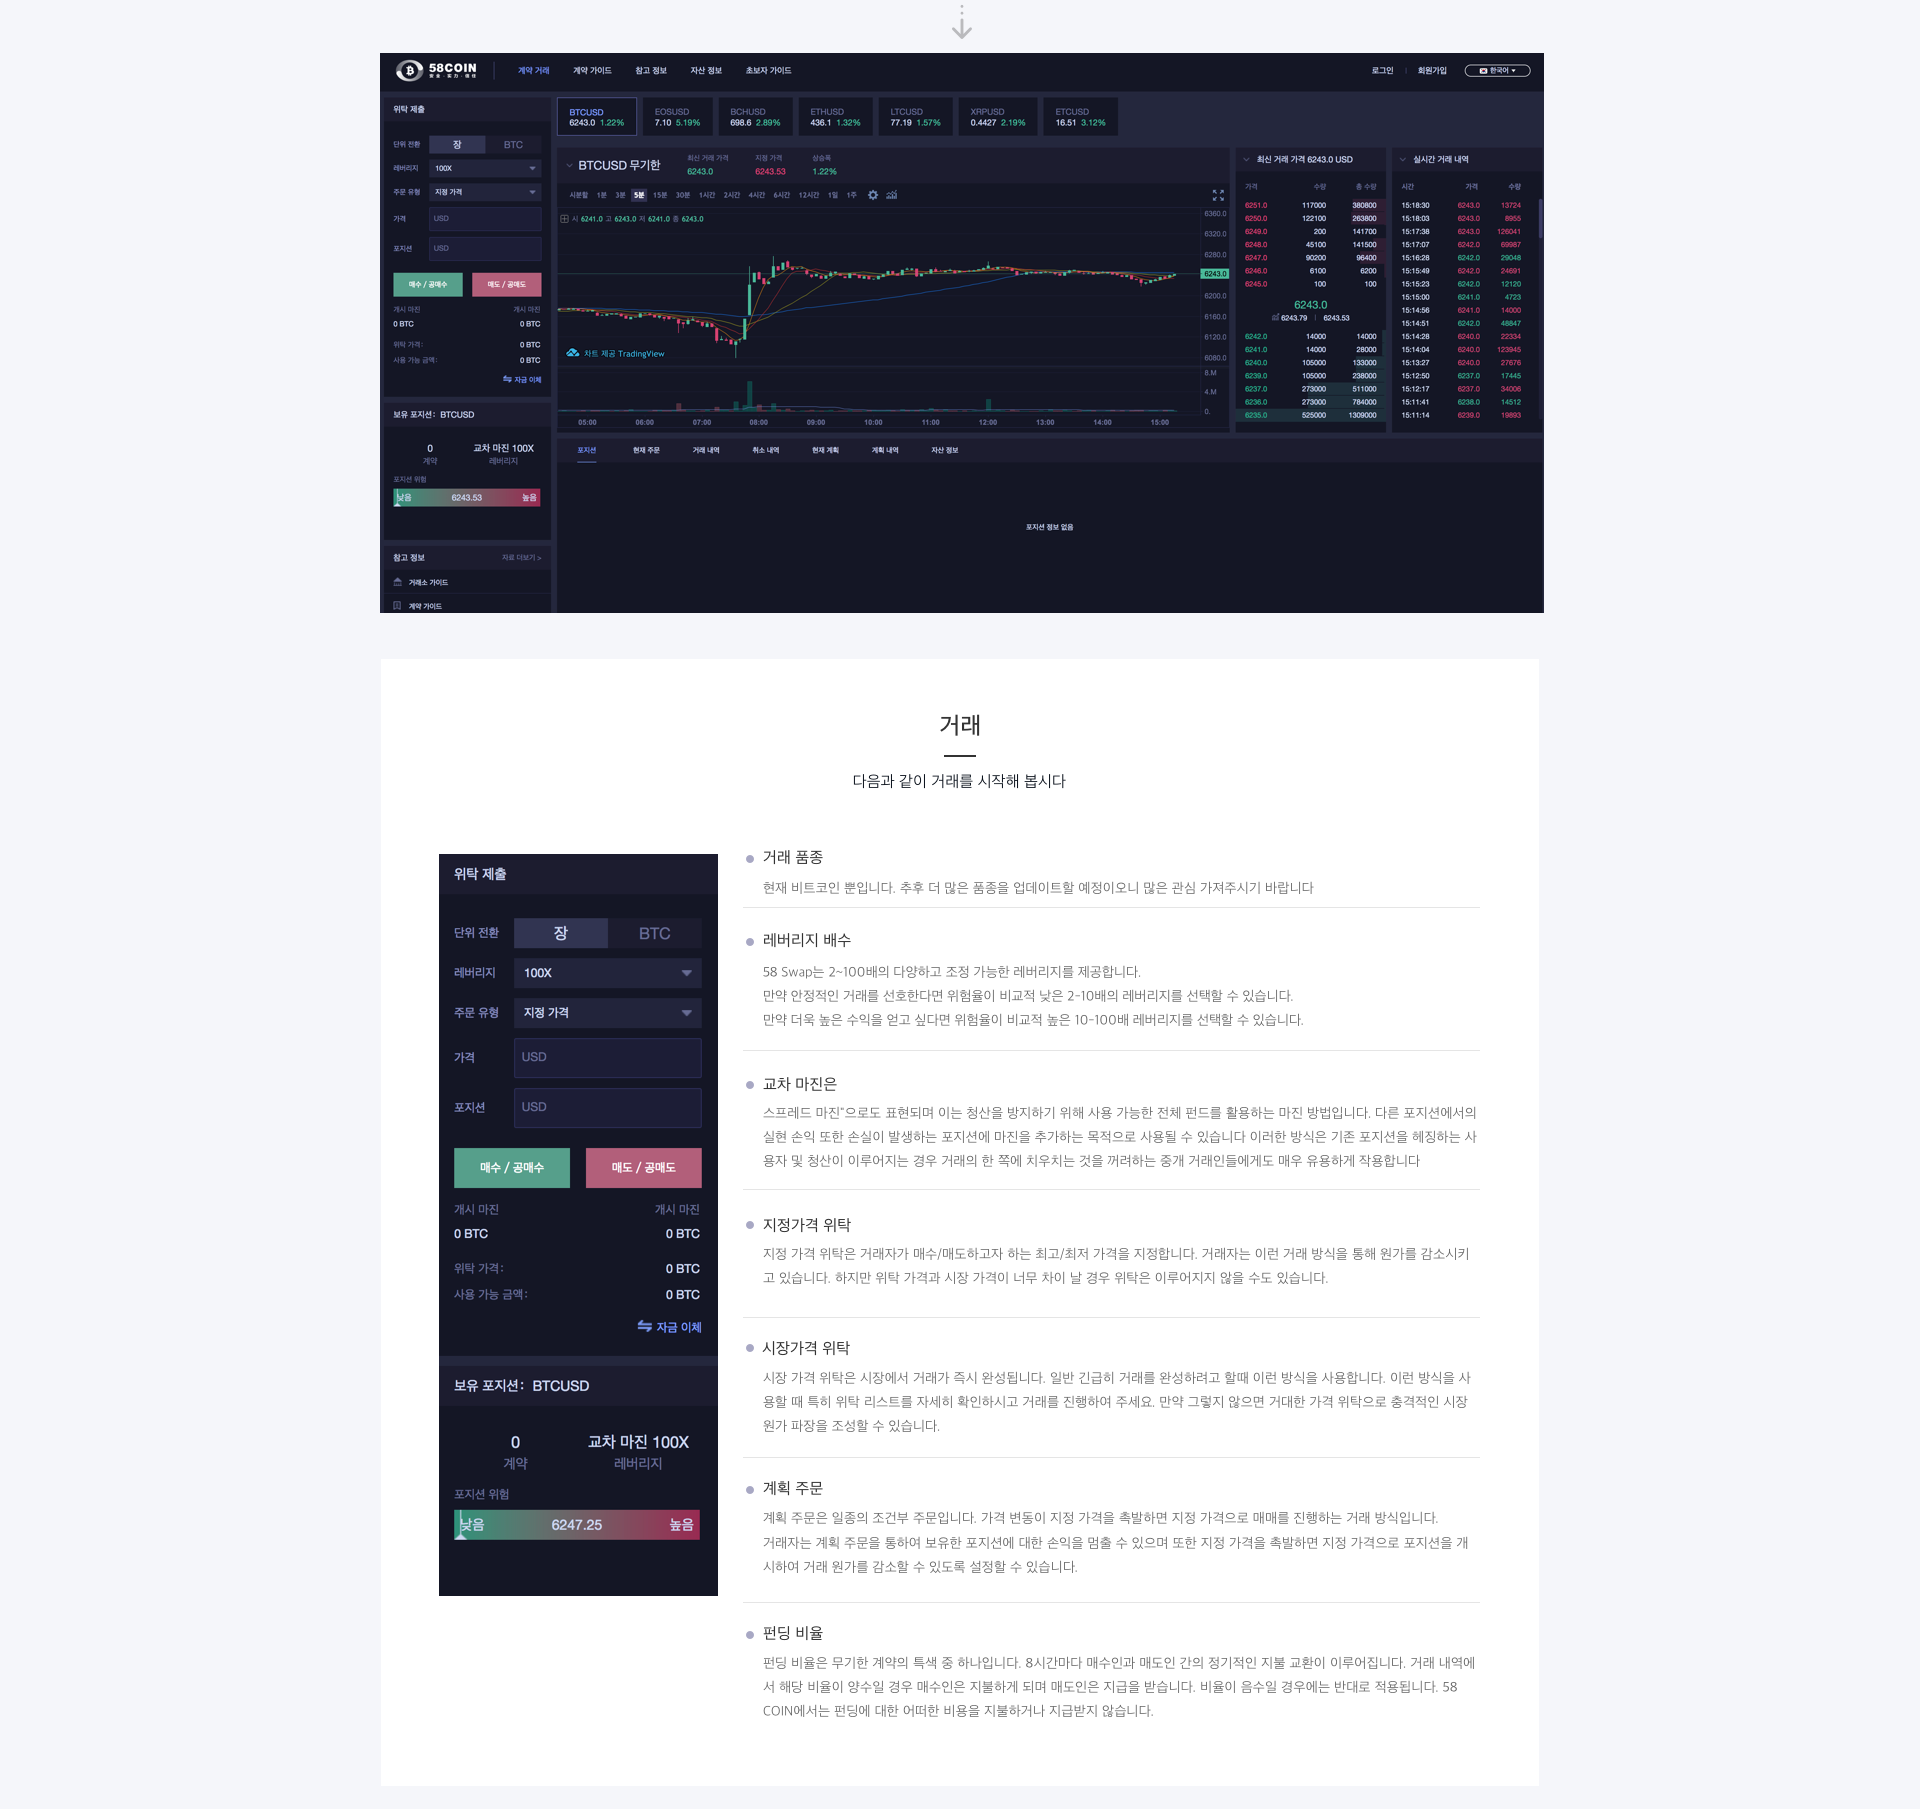 58COIN
안전 · 실력 · 신뢰
계약 거래 계약 가이드 참고 정보 자산 정보 초보자 가이드
로그인 회원가입 한국어
위탁 제출
단위 전환 장 BTC
레버리지 100X
주문 유형 지정 가격
가격 USD
포지션 USD
매수 / 공매수 매도 / 공매도
개시 마진 개시 마진
0 BTC 0 BTC
위탁 가격: 0 BTC
사용 가능 금액: 0 BTC
자금 이체
보유 포지션: BTCUSD
0 교차 마진 100X
계약 레버리지
포지션 위험
낮음 6243.53 높음
참고 정보 자료 더보기 >
거래소 가이드
계약 가이드
BTCUSD EOSUSD BCHUSD ETHUSD LTCUSD XRPUSD ETCUSD
6243.0 1.22% 7.10 5.19% 698.6 2.89% 436.1 1.32% 77.19 1.57% 0.4427 2.19% 16.51 3.12%
BTCUSD 무기한
최신 거래 가격 지정 가격 상승폭
6243.0 6243.53 1.22%
시분할 1분 3분 5분 15분 30분 1시간 2시간 4시간 6시간 12시간 1일 1주
시 6241.0 고 6243.0 저 6241.0 종 6243.0
6360.0
6320.0
6280.0
6243.0
6200.0
6160.0
6120.0
6080.0
8.M
4.M
0.
차트 제공 TradingView
05:00 06:00 07:00 08:00 09:00 10:00 11:00 12:00 13:00 14:00 15:00
최신 거래 가격 6243.0 USD
가격 수량 총 수량
6251.0 117000 380800
6250.0 122100 263800
6249.0 200 141700
6248.0 45100 141500
6247.0 90200 96400
6246.0 6100 6200
6245.0 100 100
6243.0
6243.79 | 6243.53
6242.0 14000 14000
6241.0 14000 28000
6240.0 105000 133000
6239.0 105000 238000
6237.0 273000 511000
6236.0 273000 784000
6235.0 525000 1309000
실시간 거래 내역
시간 가격 수량
15:18:30 6243.0 13724
15:18:03 6243.0 8955
15:17:38 6243.0 126041
15:17:07 6242.0 69987
15:16:28 6242.0 29048
15:15:49 6242.0 24691
15:15:23 6242.0 12120
15:15:00 6241.0 4723
15:14:56 6241.0 14000
15:14:51 6242.0 48847
15:14:28 6240.0 22334
15:14:04 6240.0 123945
15:13:27 6240.0 27676
15:12:50 6237.0 17445
15:12:17 6237.0 34006
15:11:41 6238.0 14512
15:11:14 6239.0 19893
포지션 현재 주문 거래 내역 취소 내역 현재 계획 계획 내역 자산 정보
포지션 정보 없음
거래
다음과 같이 거래를 시작해 봅시다
위탁 제출
단위 전환 장 BTC
레버리지 100X
주문 유형 지정 가격
가격 USD
포지션 USD
매수 / 공매수 매도 / 공매도
개시 마진 개시 마진
0 BTC 0 BTC
위탁 가격: 0 BTC
사용 가능 금액: 0 BTC
자금 이체
보유 포지션: BTCUSD
0 교차 마진 100X
계약 레버리지
포지션 위험
낮음 6247.25 높음
거래 품종
현재 비트코인 뿐입니다. 추후 더 많은 품종을 업데이트할 예정이오니 많은 관심 가져주시기 바랍니다
레버리지 배수
58 Swap는 2~100배의 다양하고 조정 가능한 레버리지를 제공합니다.
만약 안정적인 거래를 선호한다면 위험율이 비교적 낮은 2-10배의 레버리지를 선택할 수 있습니다.
만약 더욱 높은 수익을 얻고 싶다면 위험율이 비교적 높은 10-100배 레버리지를 선택할 수 있습니다.
교차 마진은
스프레드 마진"으로도 표현되며 이는 청산을 방지하기 위해 사용 가능한 전체 펀드를 활용하는 마진 방법입니다. 다른 포지션에서의
실현 손익 또한 손실이 발생하는 포지션에 마진을 추가하는 목적으로 사용될 수 있습니다 이러한 방식은 기존 포지션을 헤징하는 사
용자 및 청산이 이루어지는 경우 거래의 한 쪽에 치우치는 것을 꺼려하는 중개 거래인들에게도 매우 유용하게 작용합니다
지정가격 위탁
지정 가격 위탁은 거래자가 매수/매도하고자 하는 최고/최저 가격을 지정합니다. 거래자는 이런 거래 방식을 통해 원가를 감소시키
고 있습니다. 하지만 위탁 가격과 시장 가격이 너무 차이 날 경우 위탁은 이루어지지 않을 수도 있습니다.
시장가격 위탁
시장 가격 위탁은 시장에서 거래가 즉시 완성됩니다. 일반 긴급히 거래를 완성하려고 할때 이런 방식을 사용합니다. 이런 방식을 사
용할 때 특히 위탁 리스트를 자세히 확인하시고 거래를 진행하여 주세요. 만약 그렇지 않으면 거대한 가격 위탁으로 충격적인 시장
원가 파장을 조성할 수 있습니다.
계획 주문
계획 주문은 일종의 조건부 주문입니다. 가격 변동이 지정 가격을 촉발하면 지정 가격으로 매매를 진행하는 거래 방식입니다.
거래자는 계획 주문을 통하여 보유한 포지션에 대한 손익을 멈출 수 있으며 또한 지정 가격을 촉발하면 지정 가격으로 포지션을 개
시하여 거래 원가를 감소할 수 있도록 설정할 수 있습니다.
펀딩 비율
펀딩 비율은 무기한 계약의 특색 중 하나입니다. 8시간마다 매수인과 매도인 간의 정기적인 지불 교환이 이루어집니다. 거래 내역에
서 해당 비율이 양수일 경우 매수인은 지불하게 되며 매도인은 지급을 받습니다. 비율이 음수일 경우에는 반대로 적용됩니다. 58
COIN에서는 펀딩에 대한 어떠한 비용을 지불하거나 지급받지 않습니다.